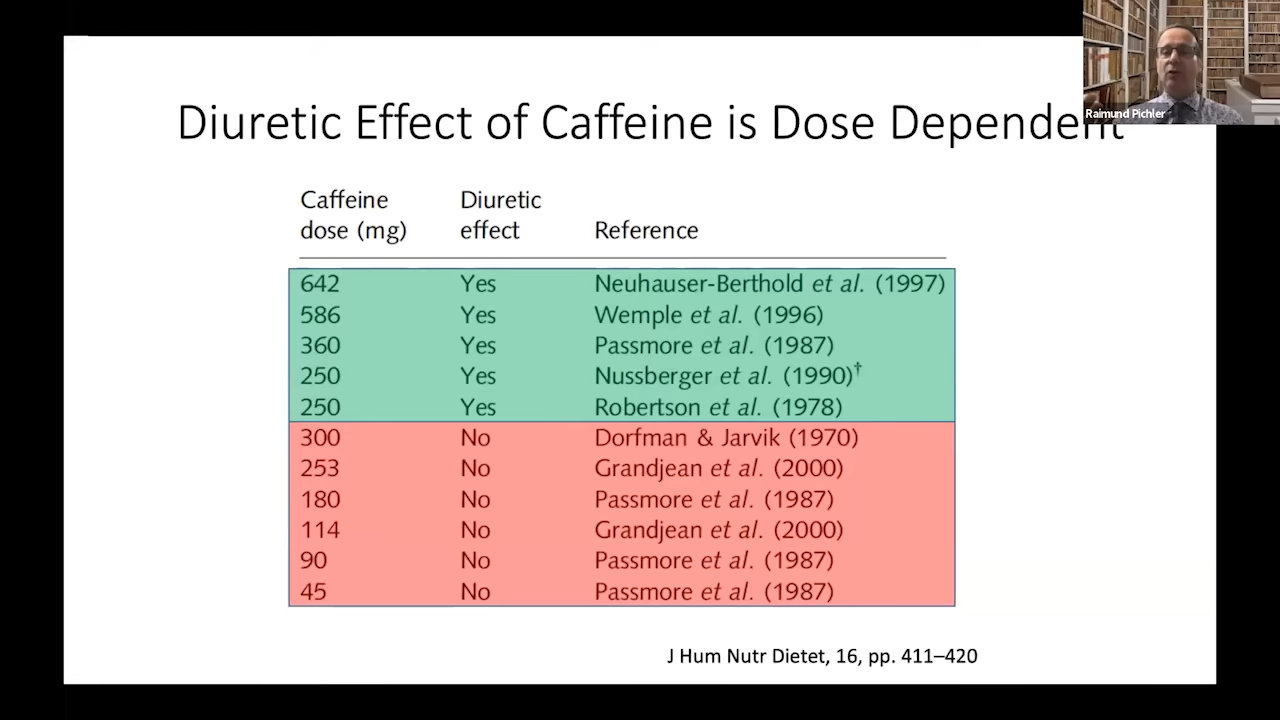 Raimund Pichler
Diuretic Effect of Caffeine is Dose Dependent
Caffeine dose (mg) Diuretic effect Reference
642 Yes Neuhauser-Berthold et al. (1997)
586 Yes Wemple et al. (1996)
360 Yes Passmore et al. (1987)
250 Yes Nussberger et al. (1990)†
250 Yes Robertson et al. (1978)
300 No Dorfman & Jarvik (1970)
253 No Grandjean et al. (2000)
180 No Passmore et al. (1987)
114 No Grandjean et al. (2000)
90 No Passmore et al. (1987)
45 No Passmore et al. (1987)
J Hum Nutr Dietet, 16, pp. 411–420